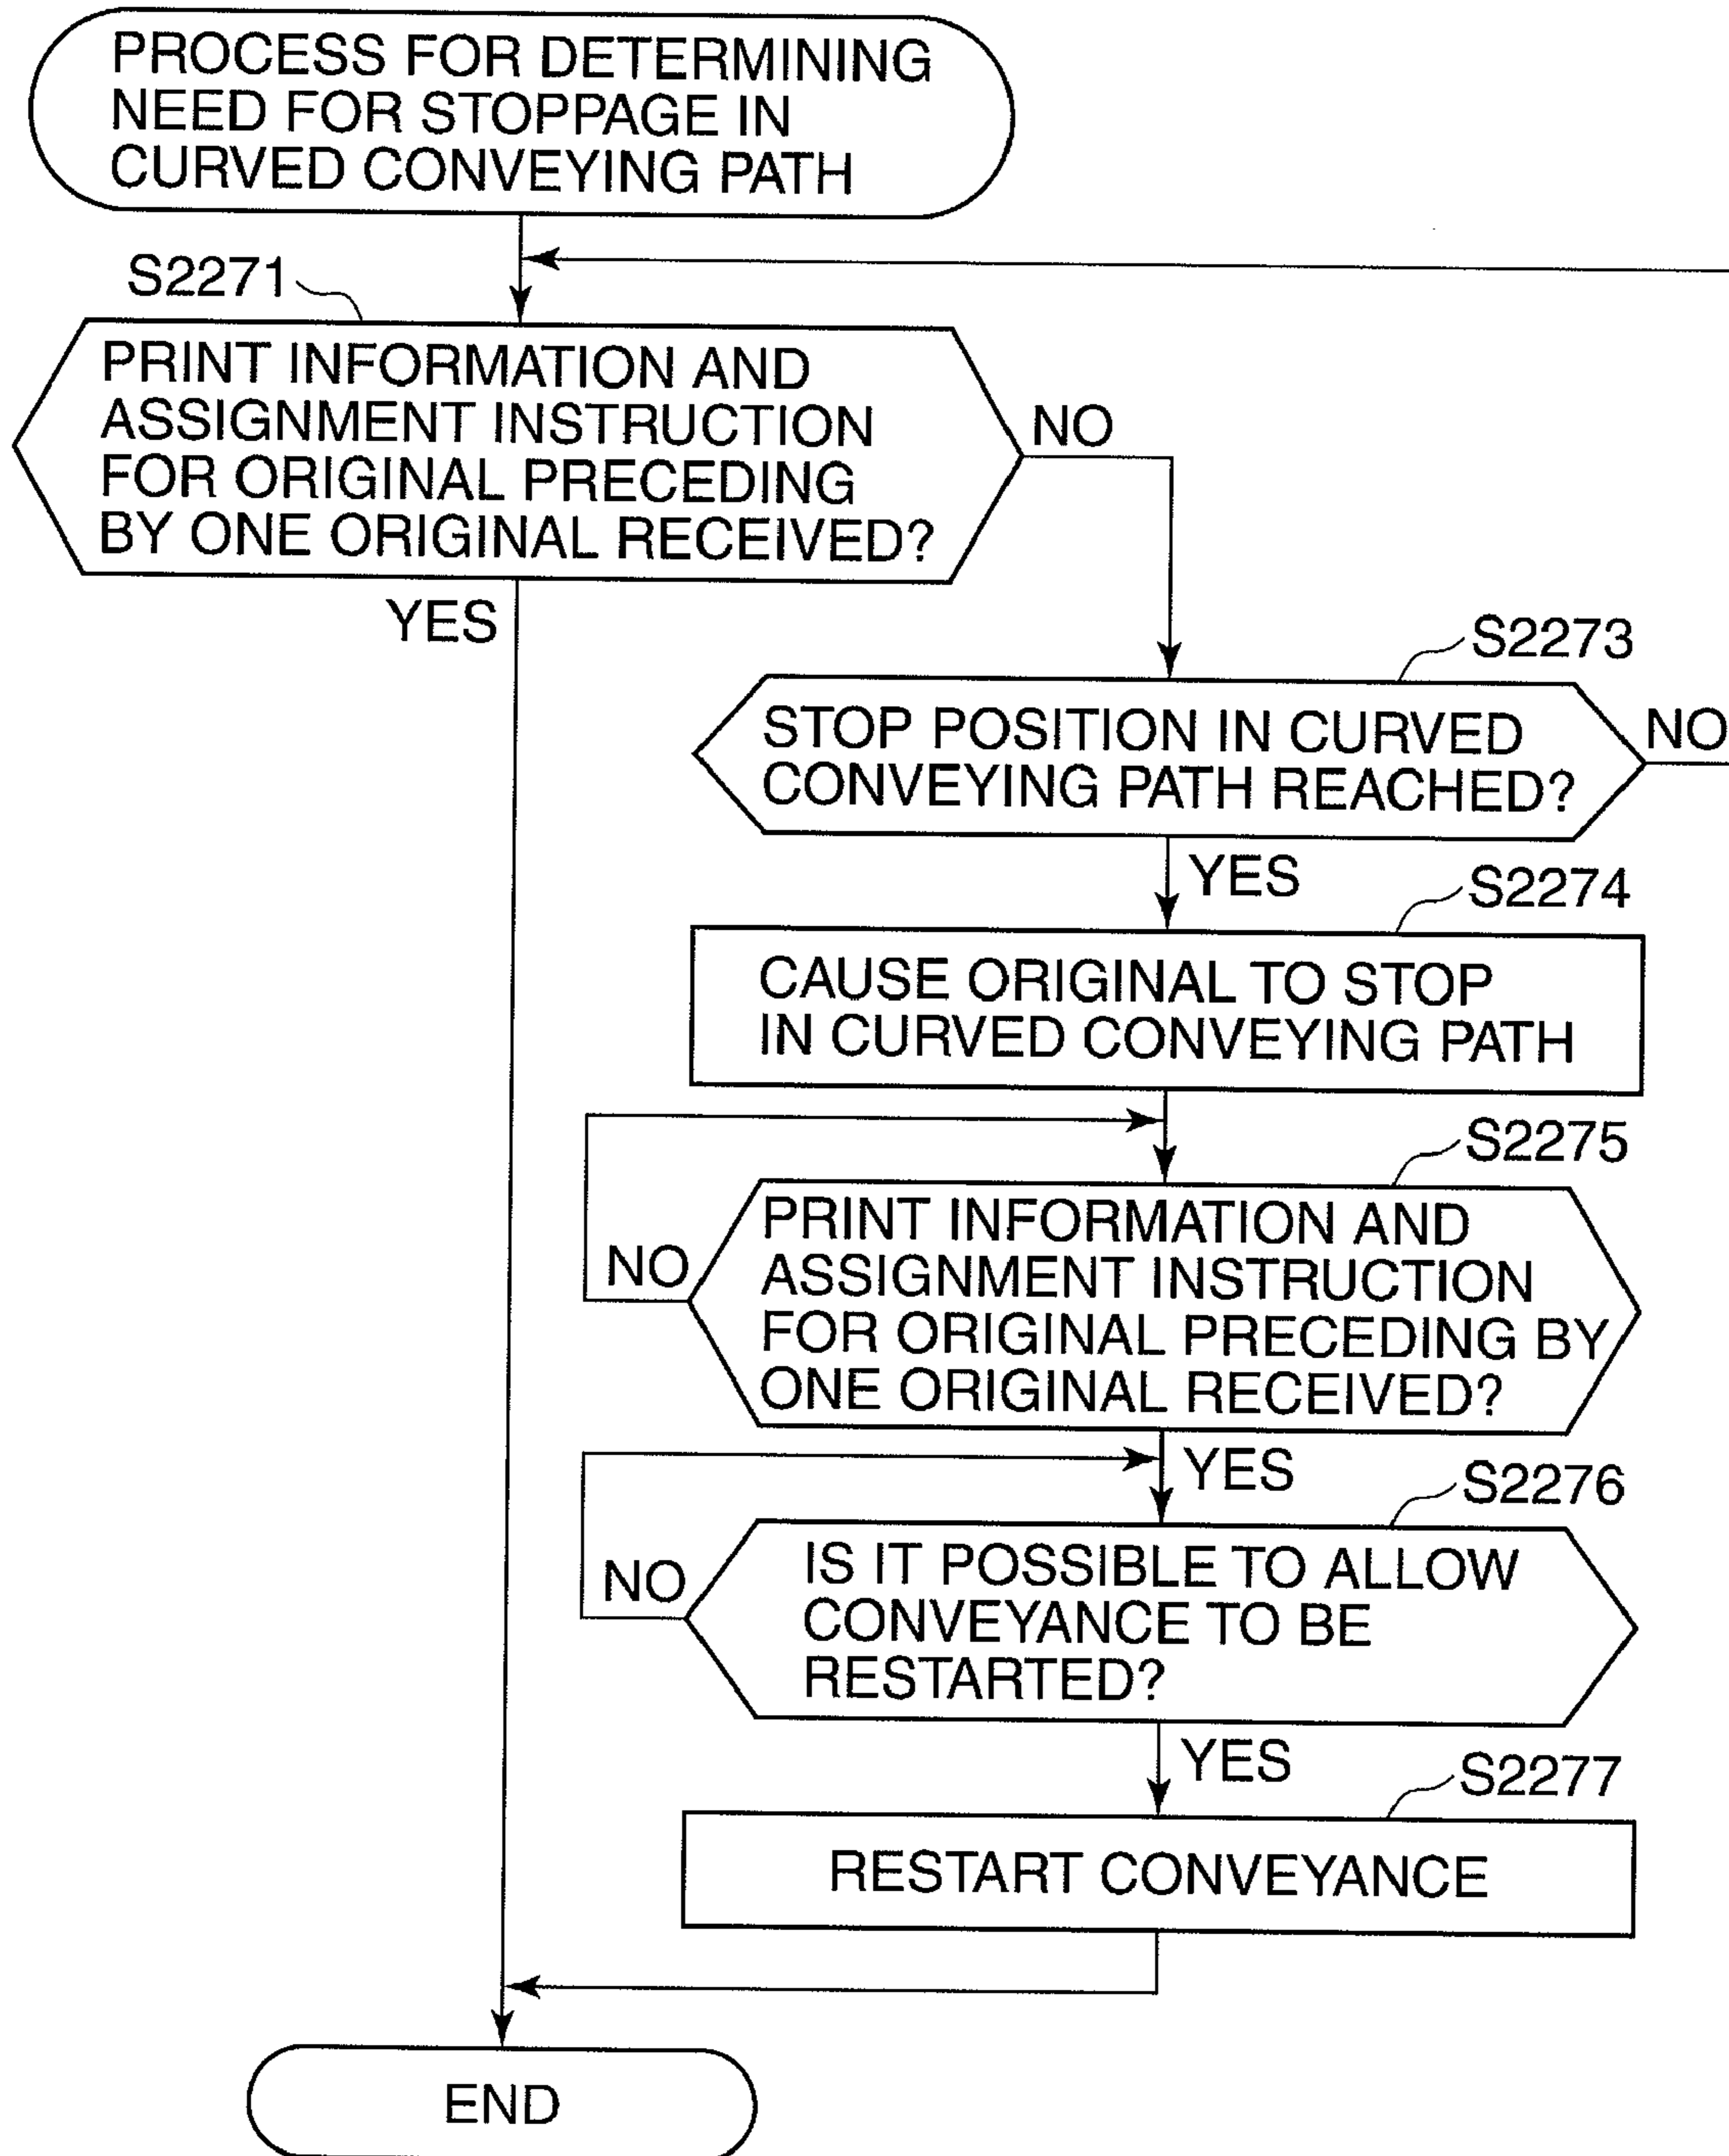 PROCESS FOR DETERMINING
NEED FOR STOPPAGE IN
CURVED CONVEYING PATH
S2271
PRINT INFORMATION AND
ASSIGNMENT INSTRUCTION
FOR ORIGINAL PRECEDING
BY ONE ORIGINAL RECEIVED?
NO
YES
S2273
STOP POSITION IN CURVED
CONVEYING PATH REACHED?
NO
YES
S2274
CAUSE ORIGINAL TO STOP
IN CURVED CONVEYING PATH
S2275
PRINT INFORMATION AND
ASSIGNMENT INSTRUCTION
FOR ORIGINAL PRECEDING BY
ONE ORIGINAL RECEIVED?
NO
YES
S2276
IS IT POSSIBLE TO ALLOW
CONVEYANCE TO BE
RESTARTED?
NO
YES
S2277
RESTART CONVEYANCE
END